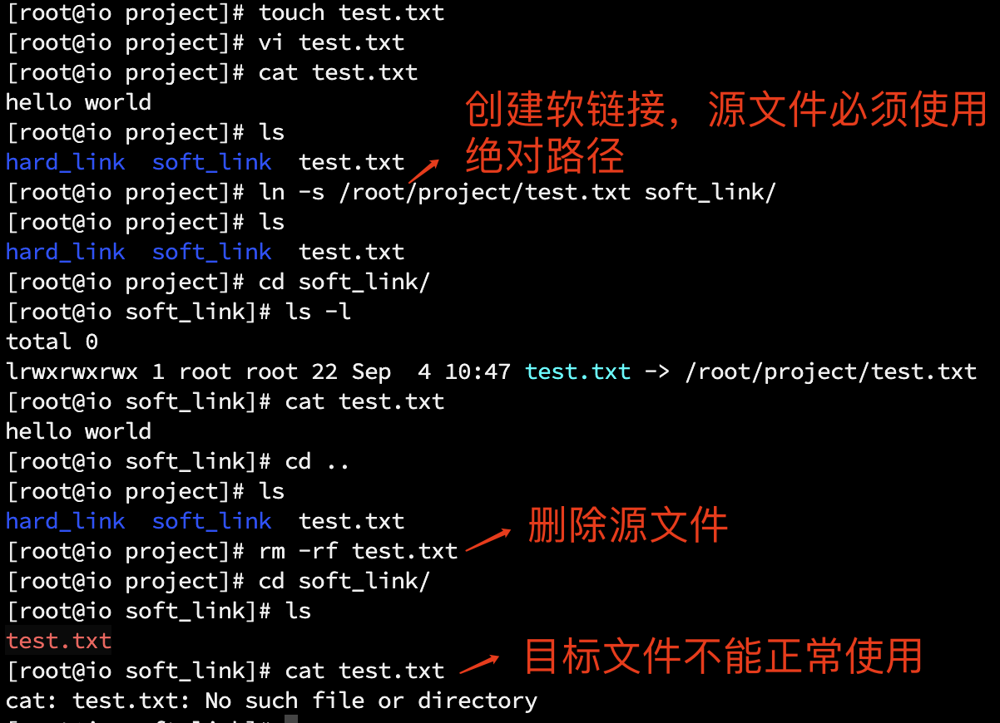 [root@io project]# touch test.txt
[root@io project]# vi test.txt
[root@io project]# cat test.txt
hello world
[root@io project]# ls
hard_link  soft_link  test.txt
创建软链接，源文件必须使用
绝对路径
[root@io project]# ln -s /root/project/test.txt soft_link/
[root@io project]# ls
hard_link  soft_link  test.txt
[root@io project]# cd soft_link/
[root@io soft_link]# ls -l
total 0
lrwxrwxrwx 1 root root 22 Sep  4 10:47 test.txt -> /root/project/test.txt
[root@io soft_link]# cat test.txt
hello world
[root@io soft_link]# cd ..
[root@io project]# ls
hard_link  soft_link  test.txt
删除源文件
[root@io project]# rm -rf test.txt
[root@io project]# cd soft_link/
[root@io soft_link]# ls
test.txt
目标文件不能正常使用
[root@io soft_link]# cat test.txt
cat: test.txt: No such file or directory